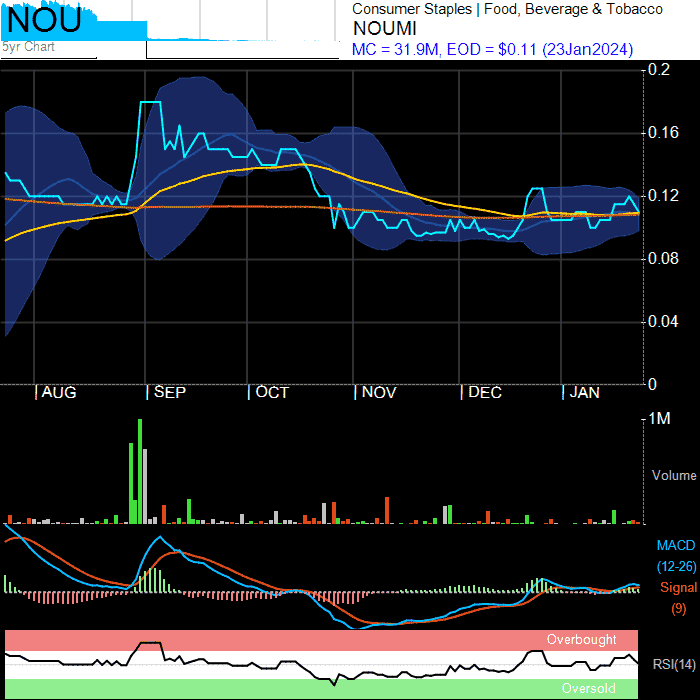 NOU
5yr Chart
Consumer Staples | Food, Beverage & Tobacco
NOUMI
MC = 31.9M, EOD = $0.11 (23Jan2024)
0.2
0.16
0.12
0.08
0.04
0
| AUG | SEP | OCT | NOV | DEC | JAN
1M
Volume
MACD
(12-26)
Signal
(9)
Overbought
RSI(14)
Oversold